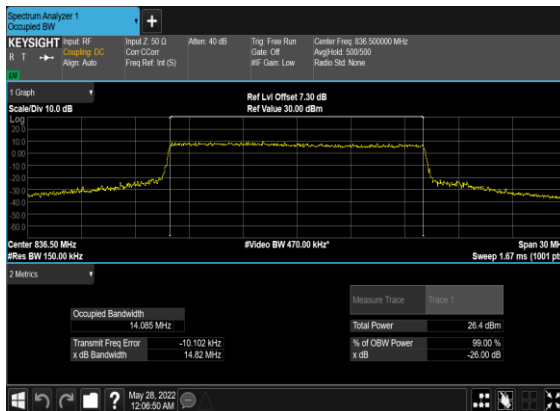 Spectrum Analyzer 1
Occupied BW
KEYSIGHT
R T
Input: RF
Coupling: DC
Align: Auto
Input Z: 50 Ω
Corr CCorr
Freq Ref: Int (S)
Atten: 40 dB
Trig: Free Run
Gate: Off
#IF Gain: Low
Center Freq: 836.500000 MHz
Avg|Hold: 500/500
Radio Std: None
1 Graph
Scale/Div 10.0 dB
Ref Lvl Offset 7.30 dB
Ref Value 30.00 dBm
Log
20.0
10.0
0.00
-10.0
-20.0
-30.0
-40.0
-50.0
-60.0
Center 836.50 MHz
#Res BW 150.00 kHz
#Video BW 470.00 kHz*
Span 30 MH
Sweep 1.67 ms (1001 pts
2 Metrics
Measure Trace
Trace 1
Occupied Bandwidth
14.085 MHz
Transmit Freq Error -10.102 kHz
x dB Bandwidth 14.82 MHz
Total Power 26.4 dBm
% of OBW Power 99.00 %
x dB -26.00 dB
May 28, 2022
12:06:50 AM